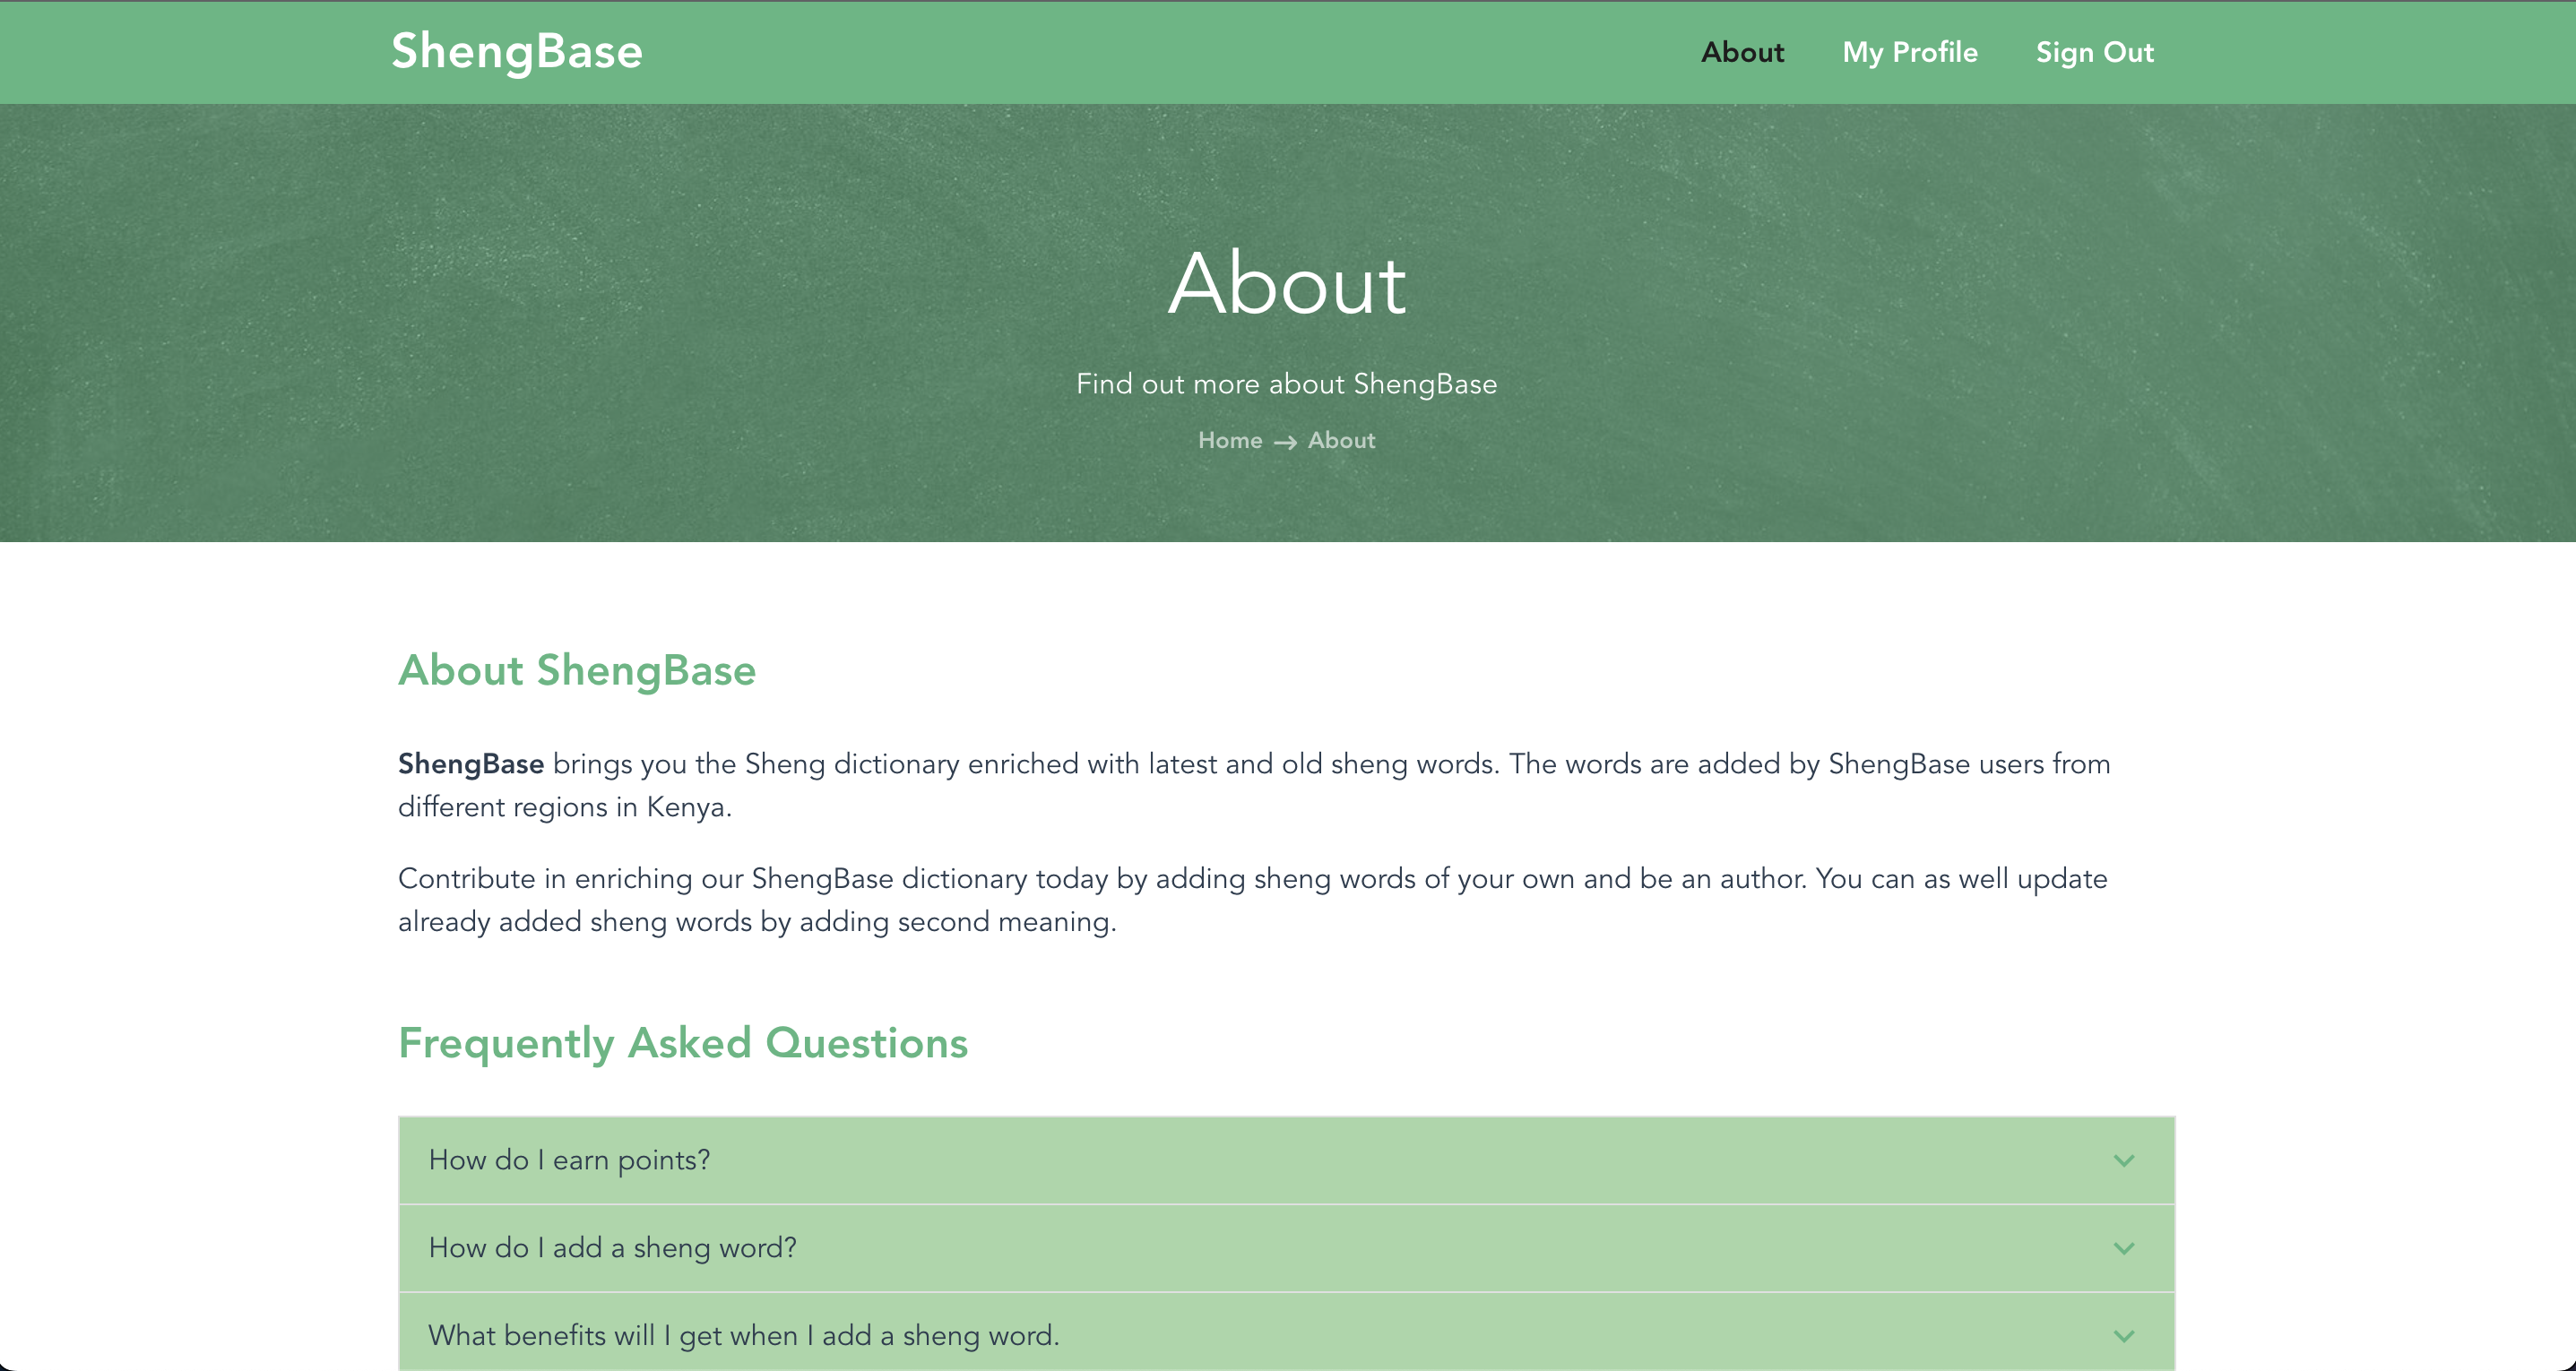 ShengBase
About My Profile Sign Out
About
Find out more about ShengBase
Home → About
About ShengBase
ShengBase brings you the Sheng dictionary enriched with latest and old sheng words. The words are added by ShengBase users from
different regions in Kenya.
Contribute in enriching our ShengBase dictionary today by adding sheng words of your own and be an author. You can as well update
already added sheng words by adding second meaning.
Frequently Asked Questions
How do I earn points?
How do I add a sheng word?
What benefits will I get when I add a sheng word.